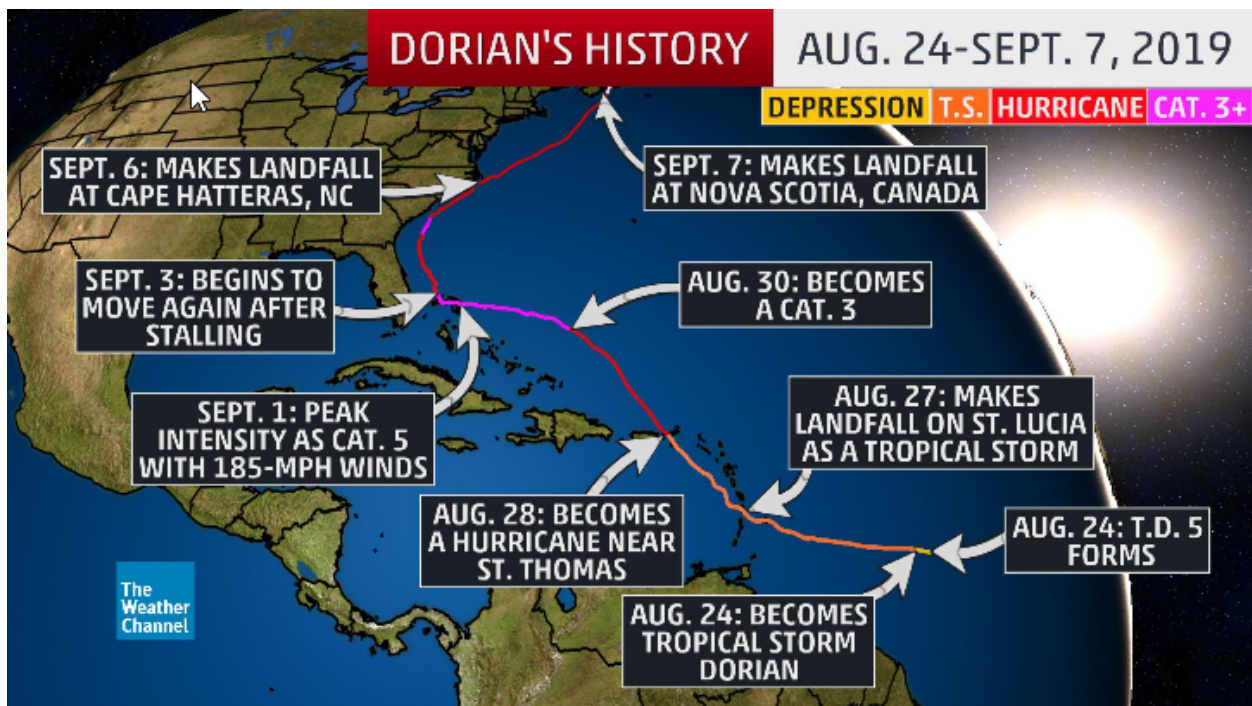 DORIAN'S HISTORY
AUG. 24-SEPT. 7, 2019
DEPRESSION T.S. HURRICANE CAT. 3+
SEPT. 6: MAKES LANDFALL
AT CAPE HATTERAS, NC
SEPT. 7: MAKES LANDFALL
AT NOVA SCOTIA, CANADA
SEPT. 3: BEGINS TO
MOVE AGAIN AFTER
STALLING
AUG. 30: BECOMES
A CAT. 3
SEPT. 1: PEAK
INTENSITY AS CAT. 5
WITH 185-MPH WINDS
AUG. 27: MAKES
LANDFALL ON ST. LUCIA
AS A TROPICAL STORM
AUG. 28: BECOMES
A HURRICANE NEAR
ST. THOMAS
AUG. 24: T.D. 5
FORMS
AUG. 24: BECOMES
TROPICAL STORM
DORIAN
The
Weather
Channel